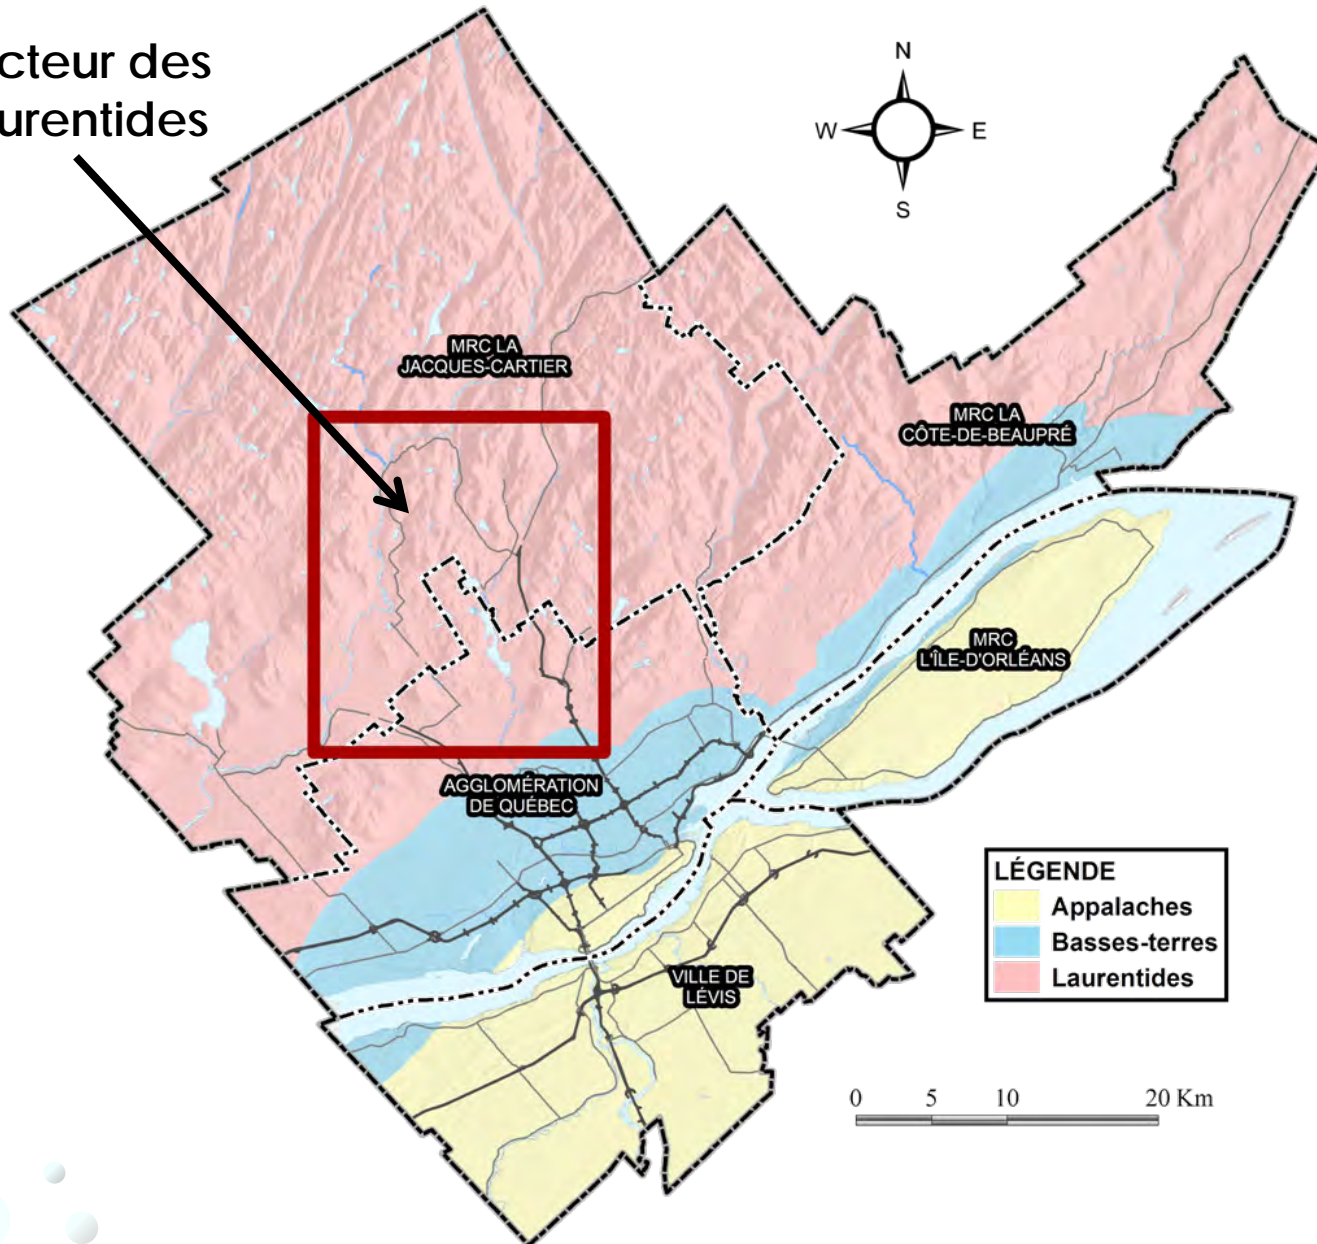 cteur des
urentides
N
W
E
S
MRC LA
JACQUES-CARTIER
MRC LA
CÔTE-DE-BEAUPRÉ
MRC
L'ÎLE-D'ORLÉANS
AGGLOMÉRATION
DE QUÉBEC
VILLE DE
LÉVIS
LÉGENDE
Appalaches
Basses-terres
Laurentides
0 5 10 20 Km